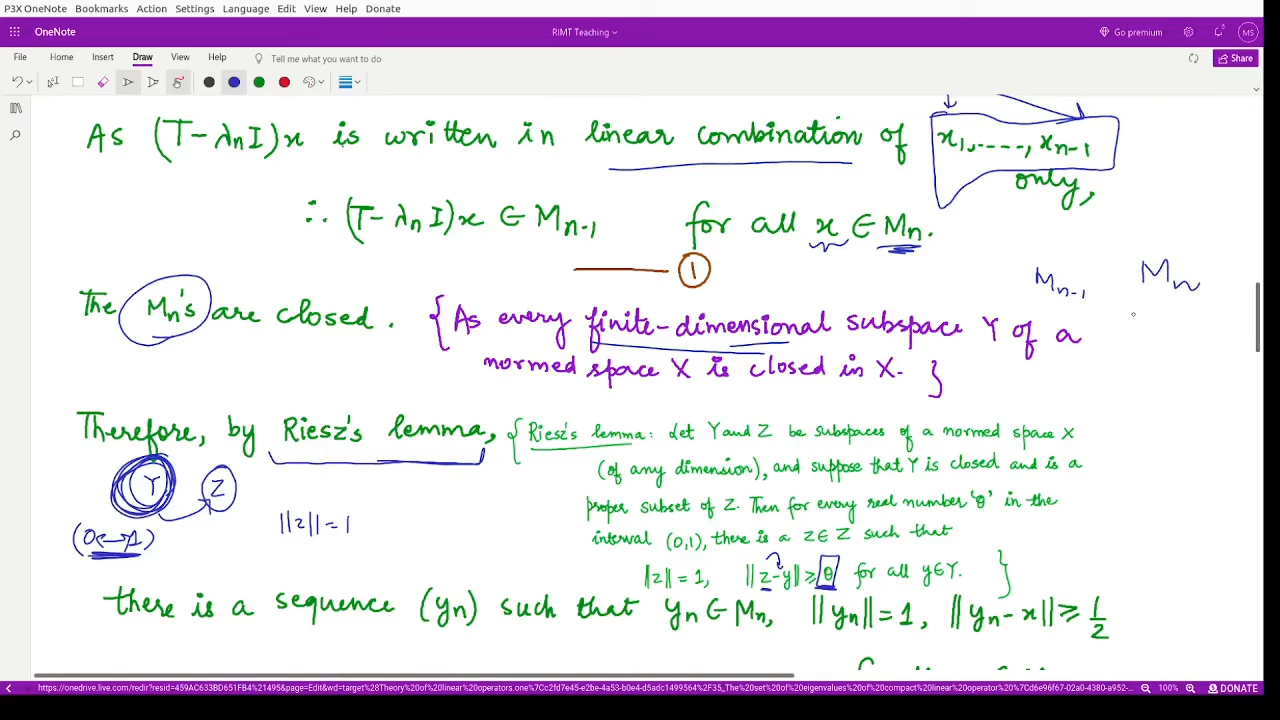 P3X OneNote Bookmarks Action Settings Language Edit View Help Donate
OneNote
RIMT Teaching
Go premium
MS
File Home Insert Draw View Help Tell me what you want to do
Share
As (T-λnI)x is written in linear combination of x1,----, xn-1
only,
∴ (T-λnI)x ∈ Mn-1 for all x ∈ Mn.
1
Mn-1 Mn
The Mn's are closed. { As every finite-dimensional subspace Y of a
normed space X is closed in X. }
Therefore, by Riesz's lemma, { Riesz's lemma: Let Y and Z be subspaces of a normed space X
(of any dimension), and suppose that Y is closed and is a
Y Z
proper subset of Z. Then for every real number 'θ' in the
||z|| = 1
(0↔1)
interval (0,1), there is a z∈Z such that
||z|| = 1, ||z-y|| ≥ θ for all y∈Y. }
there is a sequence (yn) such that yn ∈ Mn, ||yn|| = 1, ||yn - x|| ≥ 1/2
100%
DONATE